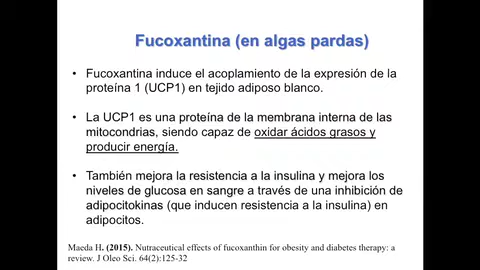 Fucoxantina (en algas pardas)
• Fucoxantina induce el acoplamiento de la expresión de la
proteína 1 (UCP1) en tejido adiposo blanco.
• La UCP1 es una proteína de la membrana interna de las
mitocondrias, siendo capaz de oxidar ácidos grasos y
producir energía.
• También mejora la resistencia a la insulina y mejora los
niveles de glucosa en sangre a través de una inhibición de
adipocitokinas (que inducen resistencia a la insulina) en
adipocitos.
Maeda H. (2015). Nutraceutical effects of fucoxanthin for obesity and diabetes therapy: a
review. J Oleo Sci. 64(2):125-32